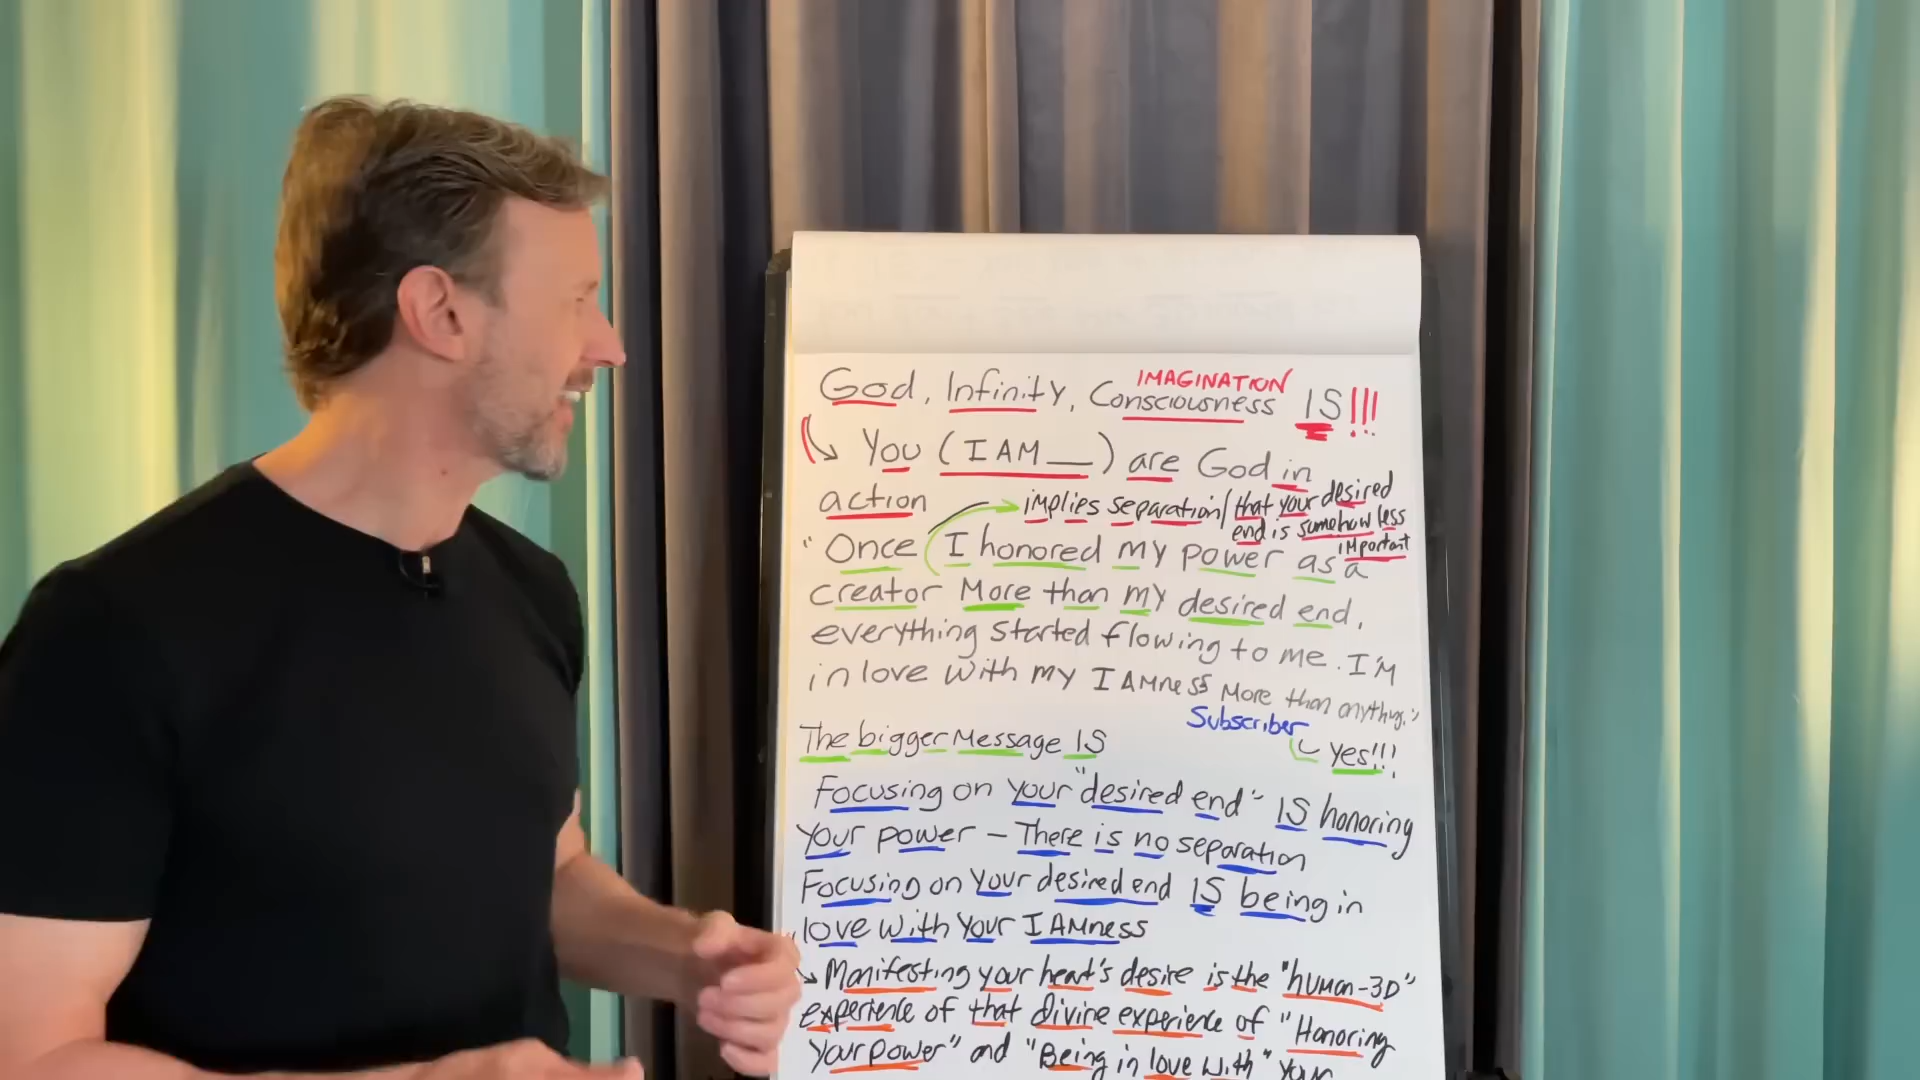 IMAGINATION
God, Infinity, Consciousness IS!!!
You (I AM __) are God in
action
implies separation/that your desired
end is somehow less
important
"Once I honored my power as a
creator More than my desired end,
everything started flowing to me. I'M
in love with my I AMness more than anything."
Subscriber
Yes!!!
The bigger Message IS
Focusing on your "desired end" IS honoring
your power – There is no separation
Focusing on your desired end IS being in
love with your I AMness
Manifesting your heart's desire is the "human-3D"
experience of that divine experience of "Honoring
your power" and "Being in love with" your